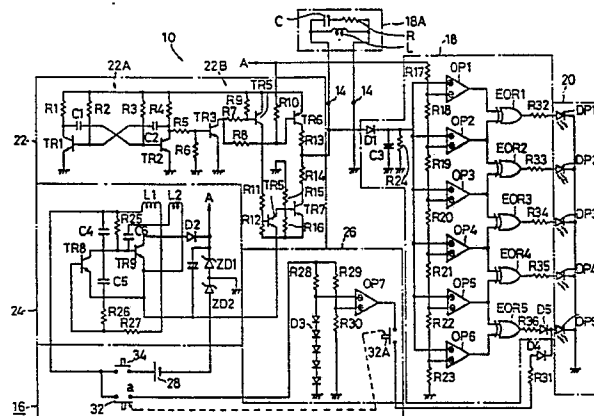 10
C
18A
R
L
18
22A
22B
A
TR5
R1
R2
R3
R4
C1
C2
R5
R6
TR1
TR2
TR3
R7
R8
R9
R10
TR6
R13
14
14
R17
OP1
EOR1
R32
20
DP1
R18
22
D1
C3
R24
OP2
EOR2
R33
DP2
R19
R11
R12
TR5
R14
R15
R16
TR7
OP3
EOR3
R34
DP3
R20
L1
L2
A
D2
R25
C4
C6
TR8
TR9
C5
ZD1
ZD2
26
R28
R29
OP7
OP4
EOR4
R35
DP4
R21
24
R26
R27
D3
R30
32A
OP5
EOR5
R36
D5
DP5
R22
OP6
D4
R23
R31
34
28
a
32
16